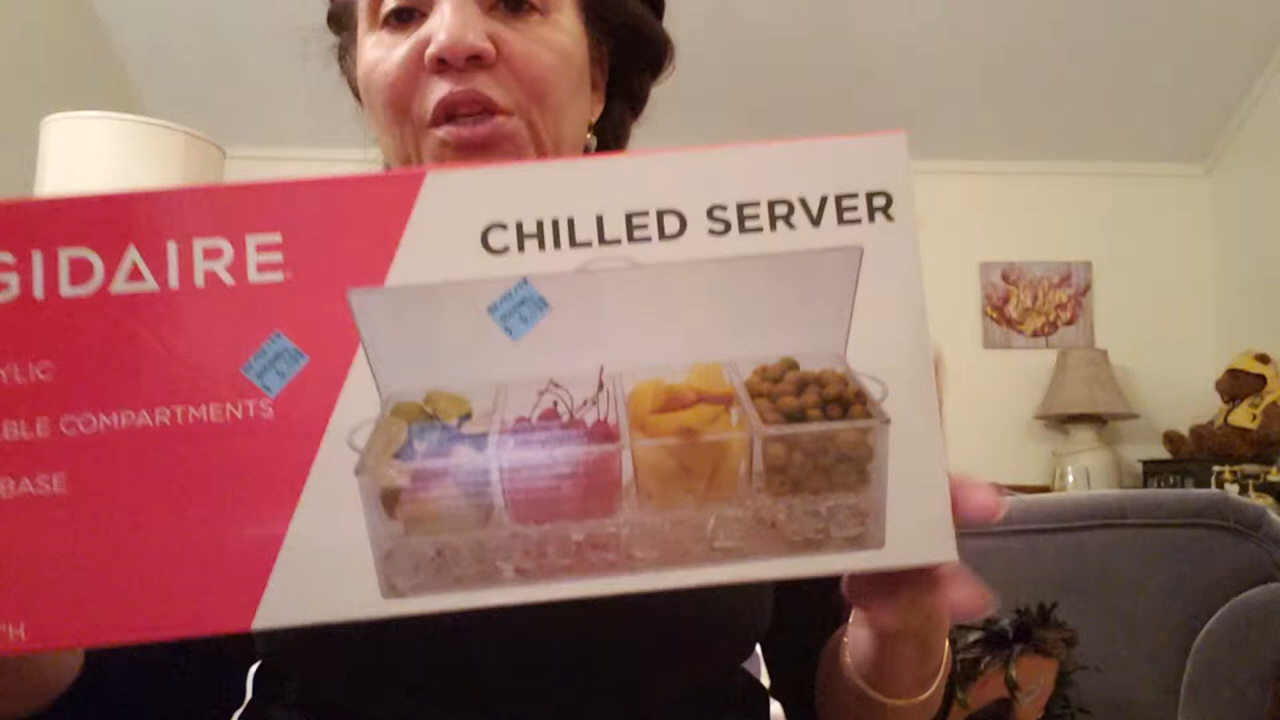 GIDAIRE
CHILLED SERVER
YLIC
BLE COMPARTMENTS
BASE
"H